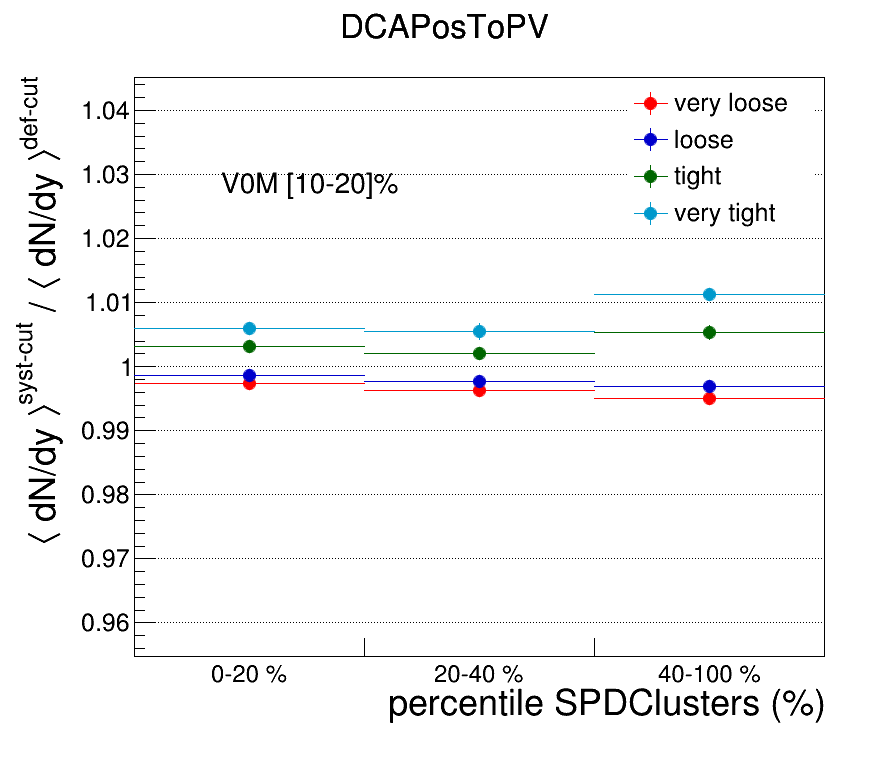 DCAPosToPV
⟨ dN/dy ⟩^syst-cut / ⟨ dN/dy ⟩^def-cut
1.04
1.03
1.02
1.01
1
0.99
0.98
0.97
0.96
V0M [10-20]%
very loose
loose
tight
very tight
0-20 %
20-40 %
40-100 %
percentile SPDClusters (%)